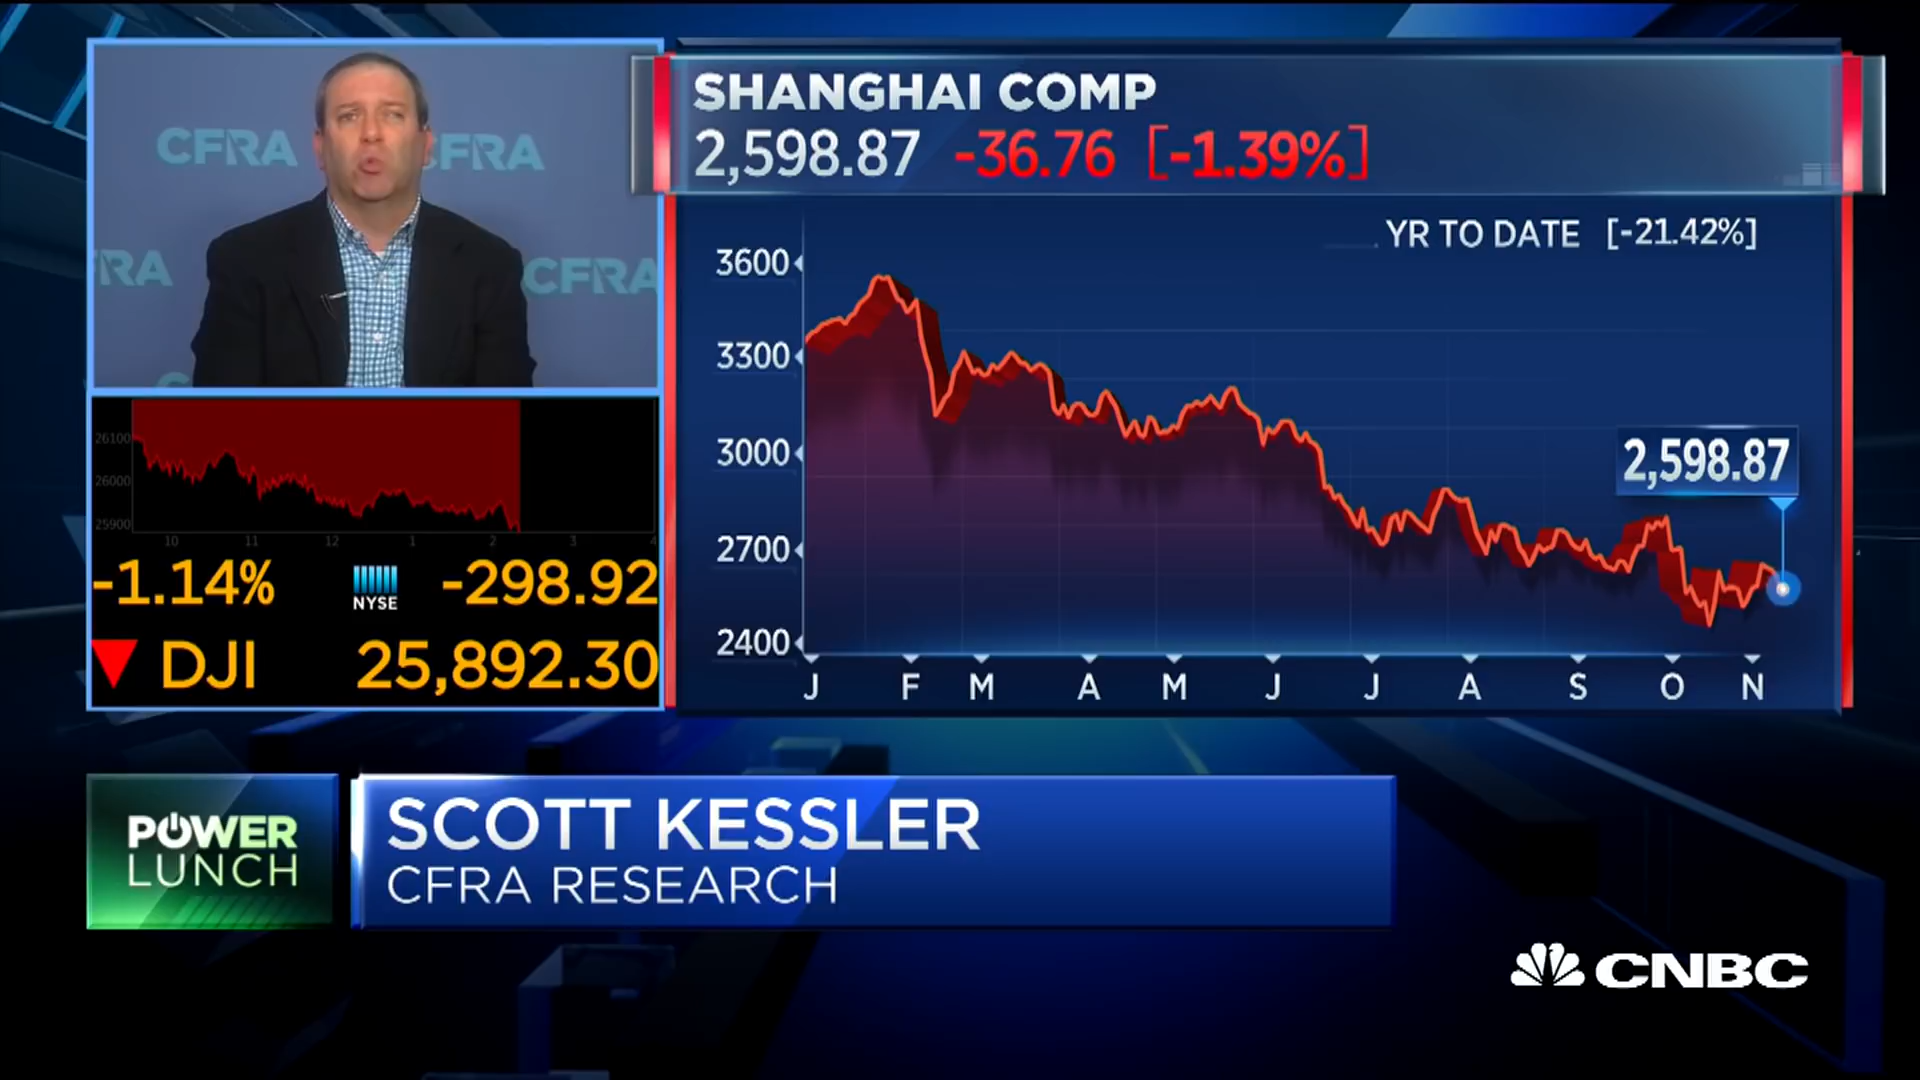 CFRA
CFRA
FRA
CFRA
SHANGHAI COMP
2,598.87 -36.76 [-1.39%]
YR TO DATE [-21.42%]
3600
3300
3000
2700
2400
2,598.87
J F M A M J J A S O N
26100
26000
25900
10 11 12 1 2 3 4
-1.14% NYSE -298.92
DJI 25,892.30
POWER
LUNCH
SCOTT KESSLER
CFRA RESEARCH
CNBC